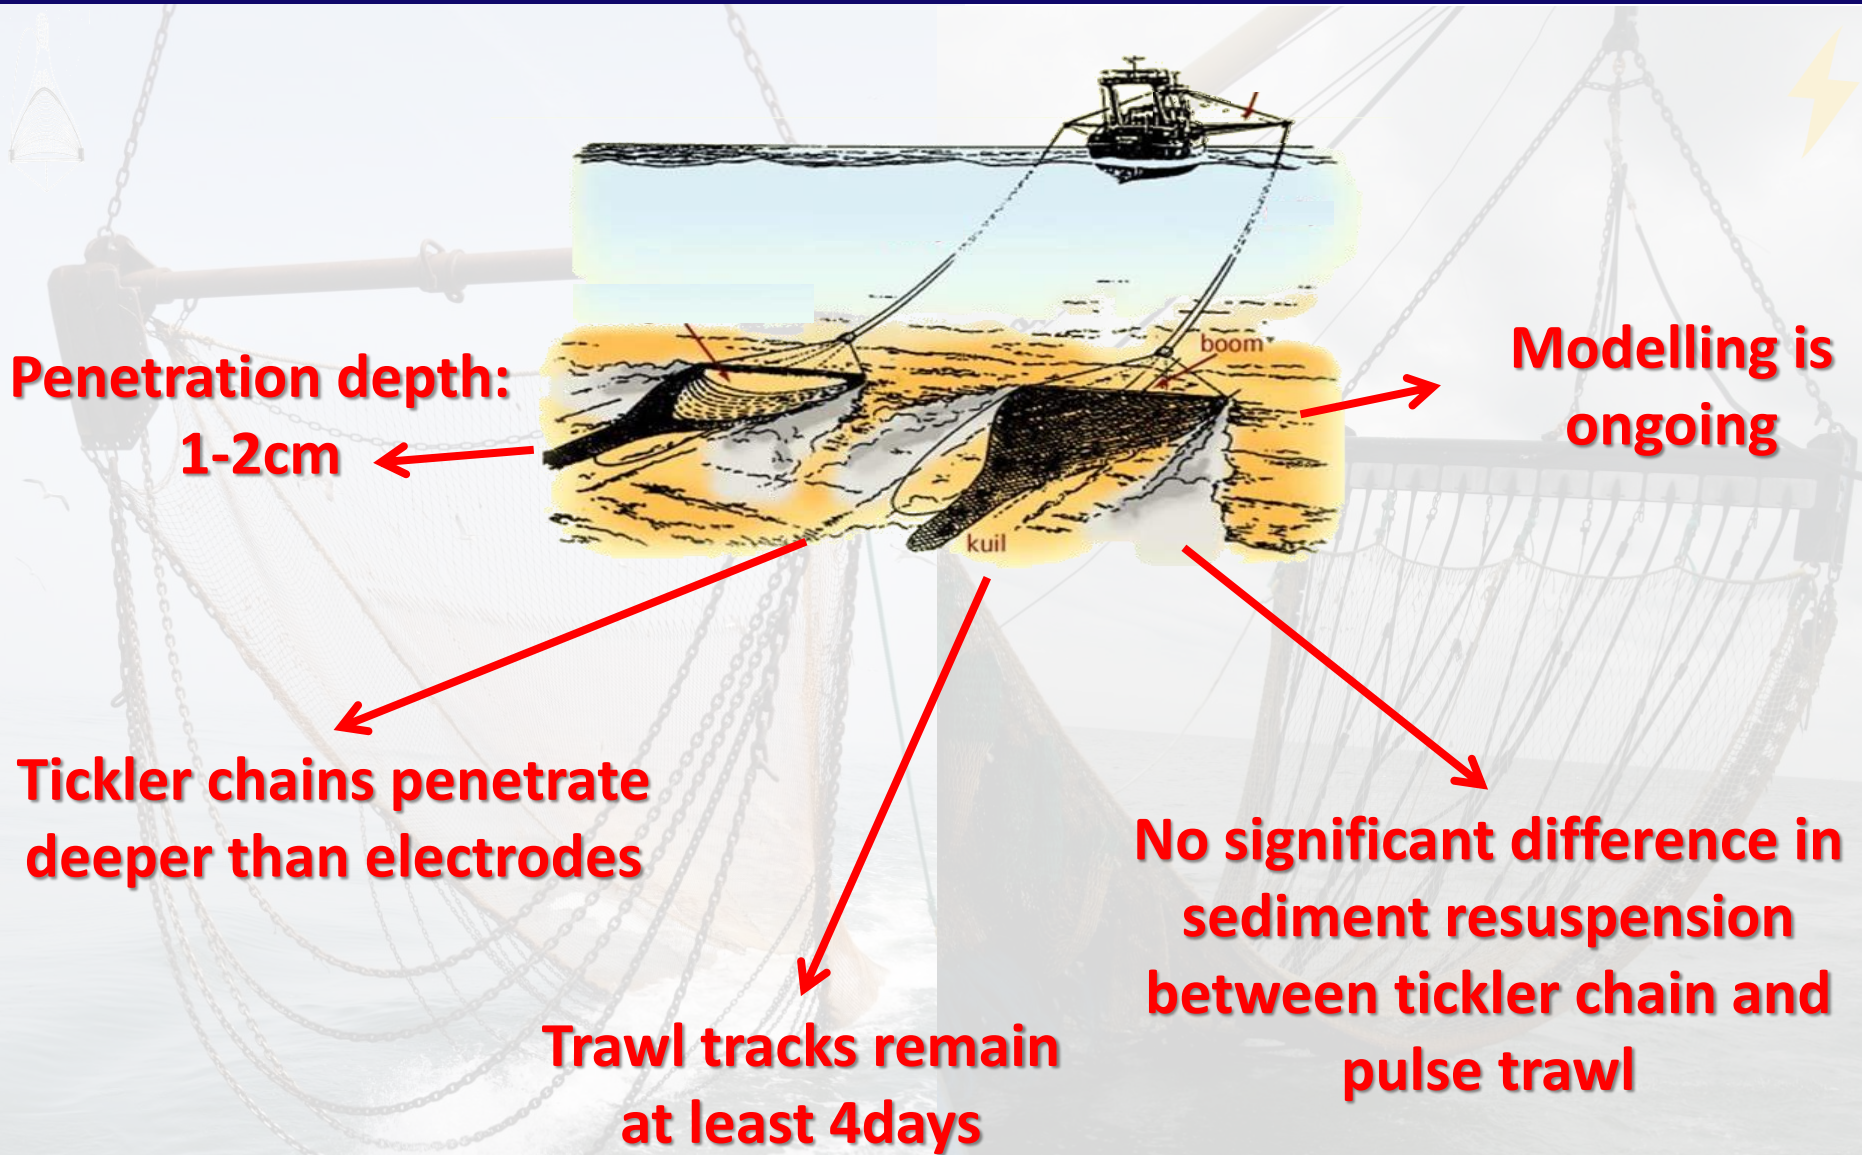 boom
kuil
Penetration depth:
1-2cm
Modelling is
ongoing
Tickler chains penetrate
deeper than electrodes
Trawl tracks remain
at least 4days
No significant difference in
sediment resuspension
between tickler chain and
pulse trawl